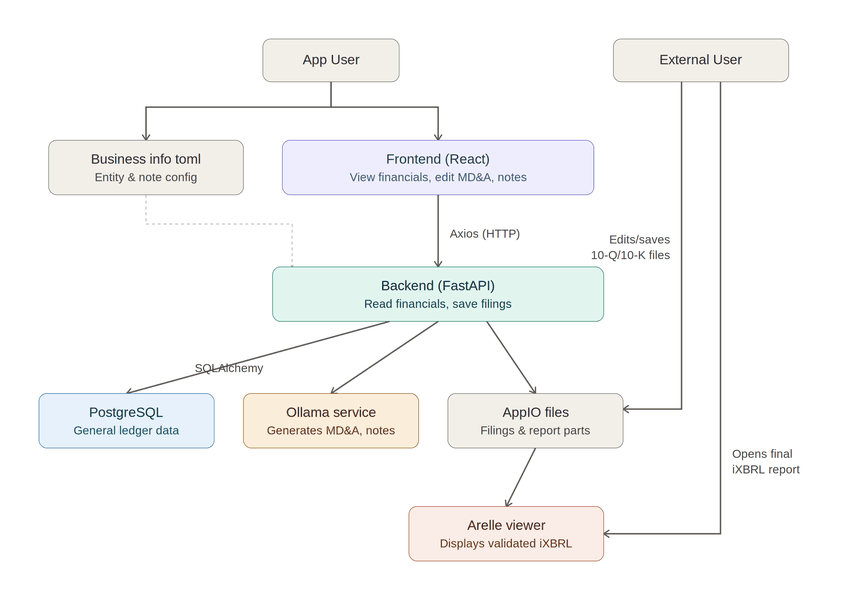 App User
External User
Business info toml
Entity & note config
Frontend (React)
View financials, edit MD&A, notes
Axios (HTTP)
Edits/saves
10-Q/10-K files
Backend (FastAPI)
Read financials, save filings
SQLAlchemy
PostgreSQL
General ledger data
Ollama service
Generates MD&A, notes
AppIO files
Filings & report parts
Opens final
iXBRL report
Arelle viewer
Displays validated iXBRL